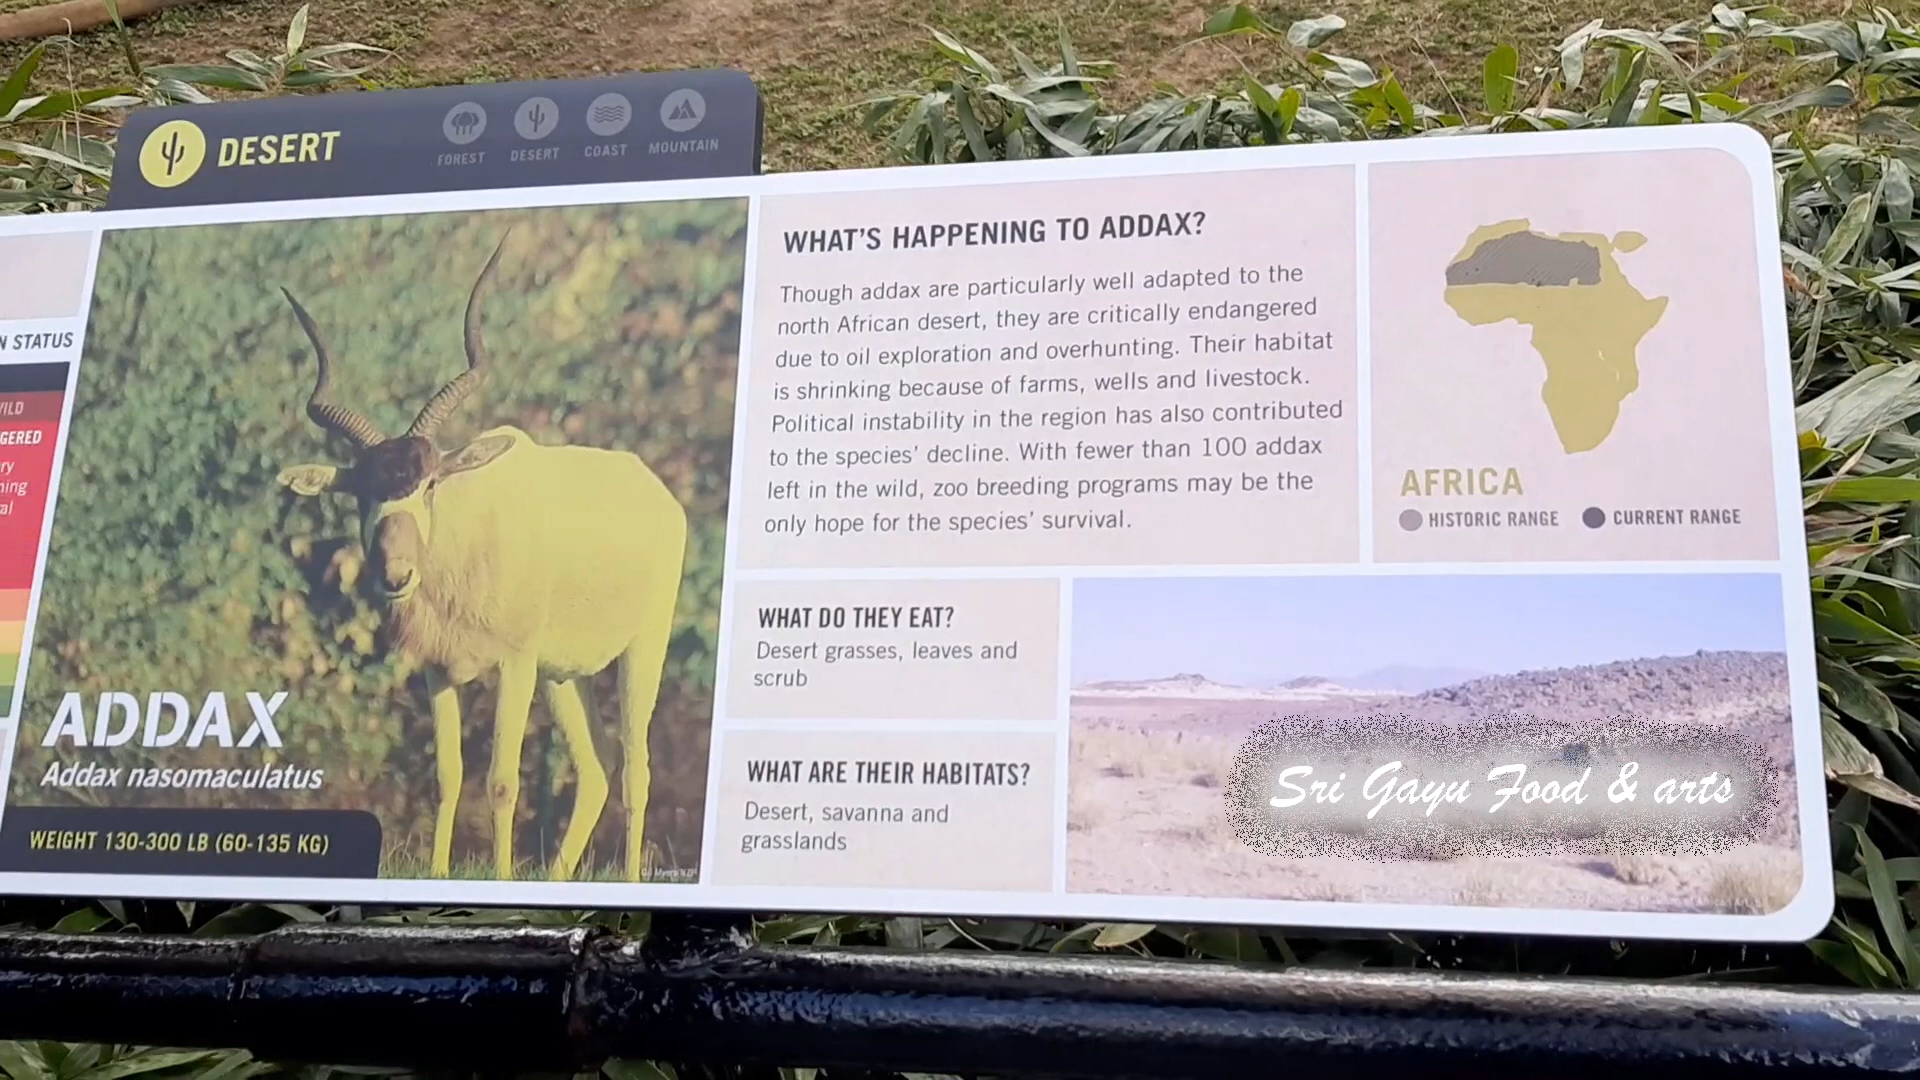 DESERT
FOREST
DESERT
COAST
MOUNTAIN
STATUS
ADDAX
Addax nasomaculatus
WEIGHT 130-300 LB (60-135 KG)
WHAT'S HAPPENING TO ADDAX?
Though addax are particularly well adapted to the
north African desert, they are critically endangered
due to oil exploration and overhunting. Their habitat
is shrinking because of farms, wells and livestock.
Political instability in the region has also contributed
to the species' decline. With fewer than 100 addax
left in the wild, zoo breeding programs may be the
only hope for the species' survival.
AFRICA
HISTORIC RANGE
CURRENT RANGE
WHAT DO THEY EAT?
Desert grasses, leaves and
scrub
WHAT ARE THEIR HABITATS?
Desert, savanna and
grasslands
Sri Gayu Food & arts